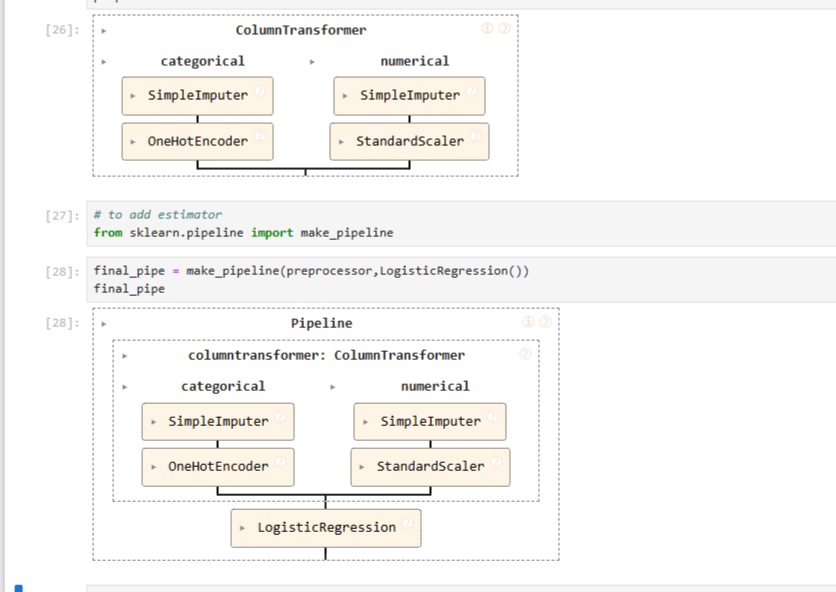 [26]:
ColumnTransformer
categorical numerical
SimpleImputer SimpleImputer
OneHotEncoder StandardScaler
[27]: # to add estimator
from sklearn.pipeline import make_pipeline
[28]: final_pipe = make_pipeline(preprocessor,LogisticRegression())
final_pipe
[28]:
Pipeline
columntransformer: ColumnTransformer
categorical numerical
SimpleImputer SimpleImputer
OneHotEncoder StandardScaler
LogisticRegression